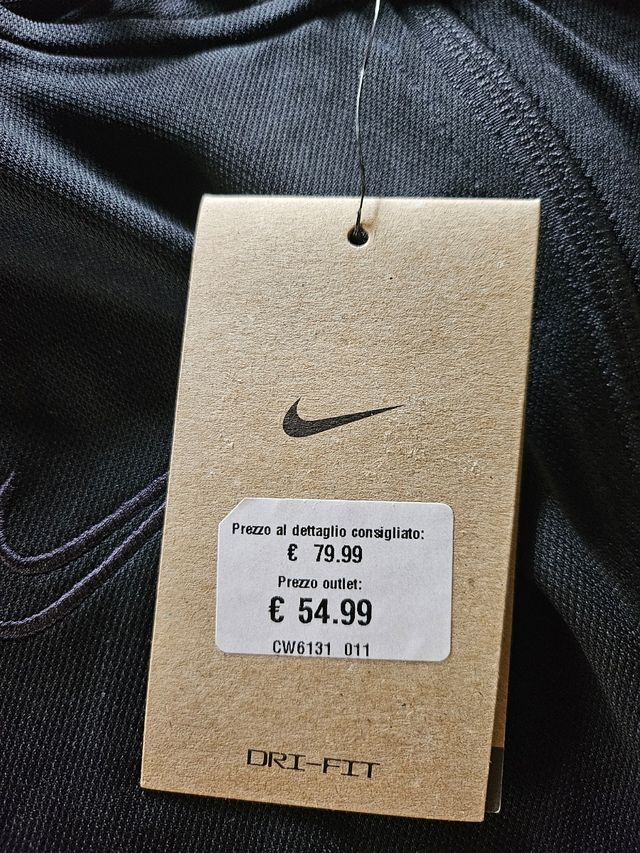 Prezzo al dettaglio consigliato:
€ 79.99
Prezzo outlet:
€ 54.99
CW6131 011
DRI-FIT